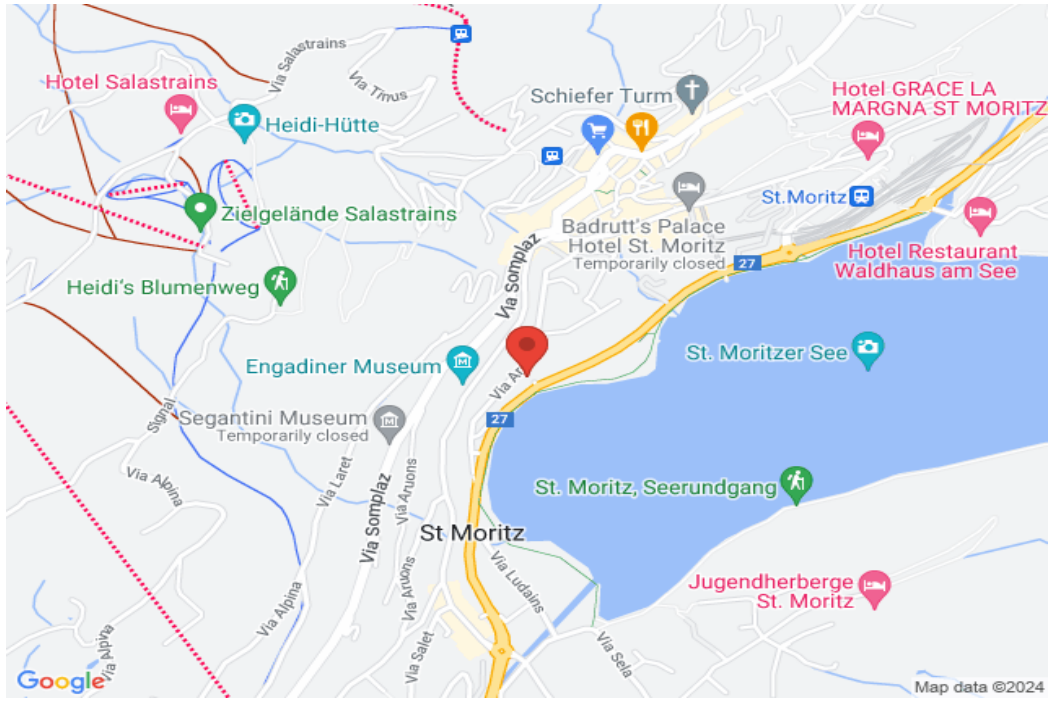 Via Salastrains
Hotel Salastrains
Via Tinus
Heidi-Hütte
Schiefer Turm
Hotel GRACE LA
MARGNA ST MORITZ
St.Moritz
Zielgelände Salastrains
Badrutt's Palace
Hotel St. Moritz
Temporarily closed
Hotel Restaurant
Waldhaus am See
27
Via Somplaz
Heidi's Blumenweg
Engadiner Museum
St. Moritzer See
Via
Segantini Museum
Temporarily closed
27
Signal
Via Alpina
Via Laret
Via Aruons
Via Somplaz
St. Moritz, Seerundgang
St Moritz
Via Ludains
Jugendherberge
St. Moritz
Via Aruons
Via Alpina
Via Salet
Via Sela
Via Alpina
Google
Map data ©2024